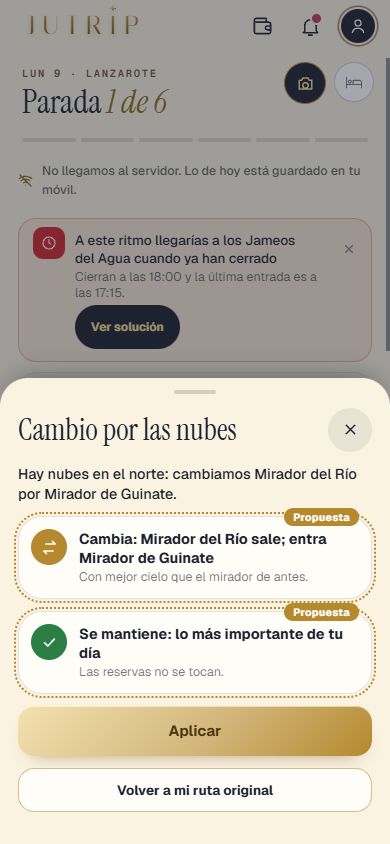 JUTRIP
LUN 9 · LANZAROTE
Parada 1 de 6
No llegamos al servidor. Lo de hoy está guardado en tu
móvil.
A este ritmo llegarías a los Jameos
del Agua cuando ya han cerrado
Cierran a las 18:00 y la última entrada es a
las 17:15.
Ver solución
Cambio por las nubes
Hay nubes en el norte: cambiamos Mirador del Río
por Mirador de Guinate.
Propuesta
Cambia: Mirador del Río sale; entra
Mirador de Guinate
Con mejor cielo que el mirador de antes.
Propuesta
Se mantiene: lo más importante de tu
día
Las reservas no se tocan.
Aplicar
Volver a mi ruta original